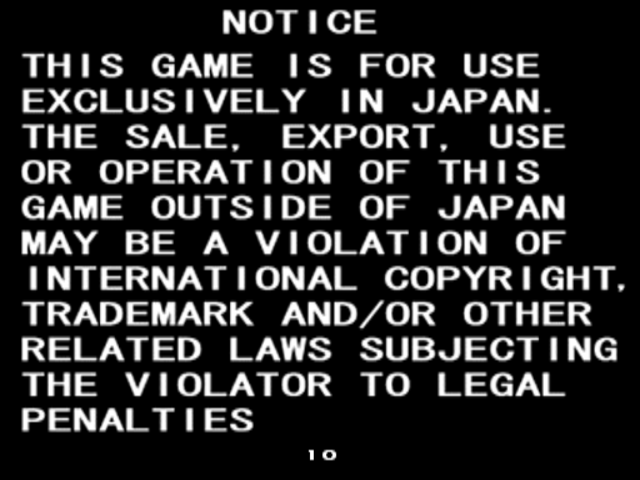 NOTICE
THIS GAME IS FOR USE
EXCLUSIVELY IN JAPAN.
THE SALE, EXPORT, USE
OR OPERATION OF THIS
GAME OUTSIDE OF JAPAN
MAY BE A VIOLATION OF
INTERNATIONAL COPYRIGHT,
TRADEMARK AND/OR OTHER
RELATED LAWS SUBJECTING
THE VIOLATOR TO LEGAL
PENALTIES
10